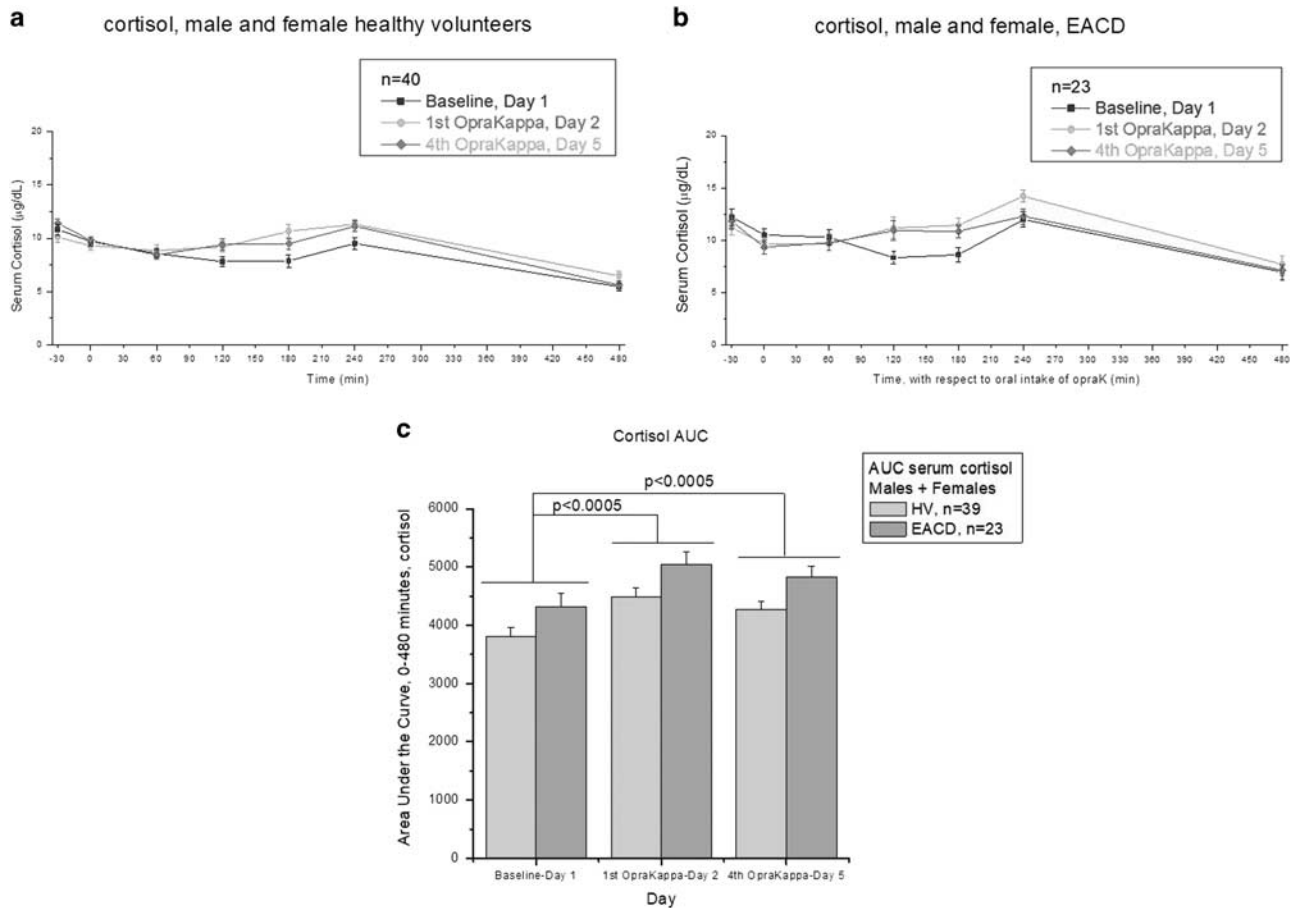 a
cortisol, male and female healthy volunteers
n=40
Baseline, Day 1
1st OpraKappa, Day 2
4th OpraKappa, Day 5
Serum Cortisol (µg/dL)
20
15
10
5
0
-30 0 30 60 90 120 150 180 210 240 270 300 330 360 390 420 450 480
Time (min)
b
cortisol, male and female, EACD
n=23
Baseline, Day 1
1st OpraKappa, Day 2
4th OpraKappa, Day 5
Serum Cortisol (µg/dL)
20
15
10
5
0
-30 0 30 60 90 120 150 180 210 240 270 300 330 360 390 420 450 480
Time. with respect to oral intake of opraK (min)
c
Cortisol AUC
AUC serum cortisol
Males + Females
HV, n=39
EACD, n=23
p<0.0005
p<0.0005
Area Under the Curve, 0-480 minutes, cortisol
6000
5000
4000
3000
2000
1000
0
Baseline-Day 1 1st OpraKappa-Day 2 4th OpraKappa-Day 5
Day